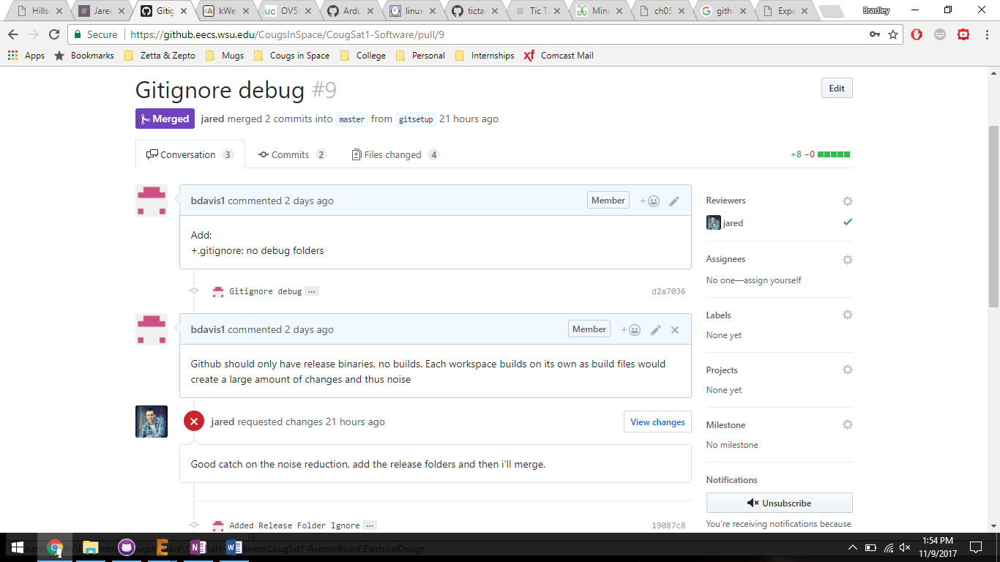 Hills
Jared
Gitig
kWe
OV5
Ardu
linux
ticta
Tic T
Mini
ch05
gith
Expe
Bradley
Secure
https://github.eecs.wsu.edu/CougsInSpace/CougSat1-Software/pull/9
Apps
Bookmarks
Zetta & Zepto
Mugs
Cougs in Space
College
Personal
Internships
Comcast Mail
Gitignore debug #9
Edit
Merged
jared merged 2 commits into master from gitsetup 21 hours ago
Conversation 3
Commits 2
Files changed 4
+8 −0
bdavis1 commented 2 days ago
Member
Add:
+.gitignore: no debug folders
Gitignore debug …
d2a7036
bdavis1 commented 2 days ago
Member
Github should only have release binaries, no builds. Each workspace builds on its own as build files would
create a large amount of changes and thus noise
jared requested changes 21 hours ago
View changes
Good catch on the noise reduction, add the release folders and then i'll merge.
Added Release Folder Ignore …
19087c8
Reviewers
jared
Assignees
No one—assign yourself
Labels
None yet
Projects
None yet
Milestone
No milestone
Notifications
Unsubscribe
You're receiving notifications because
CougSat1-AvionicBoard\ElectricalDesign
1:54 PM
11/9/2017